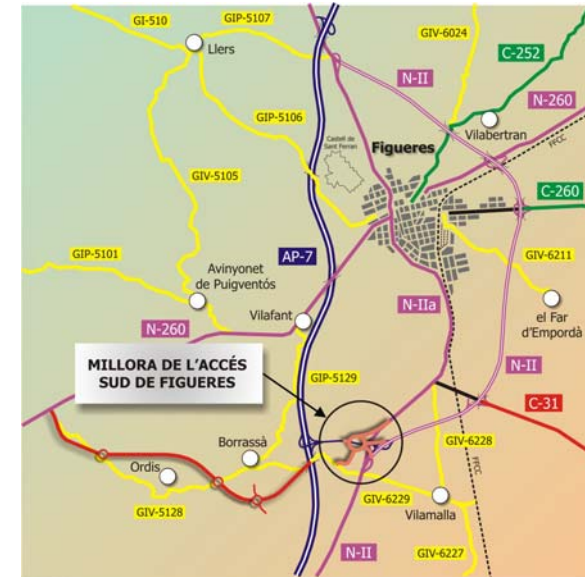 GI-510
GIP-5107
GIV-6024
C-252
Llers
N-II
N-260
GIP-5106
Castell de
Sant Ferran
Figueres
Vilabertran
FFCC
GIV-5105
C-260
AP-7
GIP-5101
GIV-6211
Avinyonet
de Puigventós
N-IIa
el Far
d'Empordà
Vilafant
N-260
MILLORA DE L'ACCÉS
SUD DE FIGUERES
GIP-5129
N-II
C-31
Borrassà
GIV-6228
Ordis
FFCC
GIV-6229
GIV-5128
Vilamalla
N-II
GIV-6227